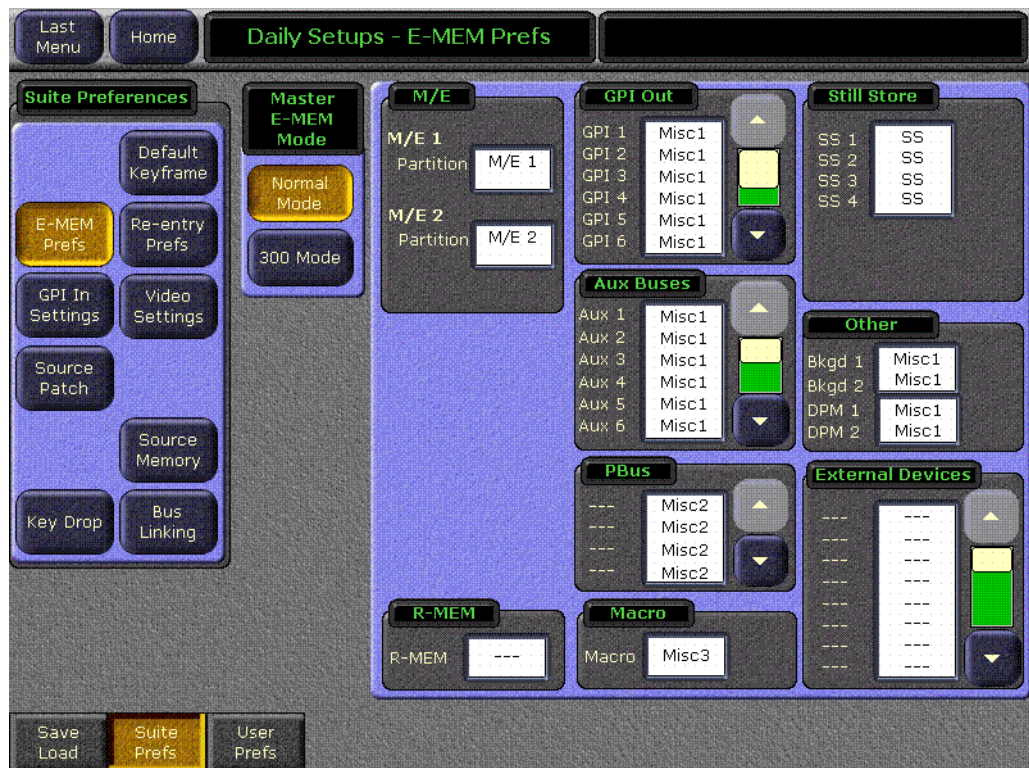 Last
Menu
Home
Daily Setups - E-MEM Prefs
Suite Preferences
Default
Keyframe
E-MEM
Prefs
Re-entry
Prefs
GPI In
Settings
Video
Settings
Source
Patch
Source
Memory
Key Drop
Bus
Linking
Master
E-MEM
Mode
Normal
Mode
300 Mode
M/E
M/E 1
Partition M/E 1
M/E 2
Partition M/E 2
GPI Out
GPI 1 Misc1
GPI 2 Misc1
GPI 3 Misc1
GPI 4 Misc1
GPI 5 Misc1
GPI 6 Misc1
Still Store
SS 1 SS
SS 2 SS
SS 3 SS
SS 4 SS
Aux Buses
Aux 1 Misc1
Aux 2 Misc1
Aux 3 Misc1
Aux 4 Misc1
Aux 5 Misc1
Aux 6 Misc1
Other
Bkgd 1 Misc1
Bkgd 2 Misc1
DPM 1 Misc1
DPM 2 Misc1
PBus
--- Misc2
--- Misc2
--- Misc2
--- Misc2
External Devices
--- ---
--- ---
--- ---
--- ---
--- ---
--- ---
--- ---
--- ---
R-MEM
R-MEM ---
Macro
Macro Misc3
Save
Load
Suite
Prefs
User
Prefs